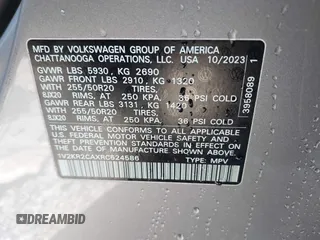 MFD. BY VOLKSWAGEN GROUP OF AMERICA
CHATTANOOGA OPERATIONS, LLC. USA 10/2023
GVWR LBS 5930, KG 2690
GAWR FRONT LBS 2910, KG 1320
WITH 255/50R20 TIRES,
8JX20 RIMS, AT 250 KPA, 36 PSI COLD
GAWR REAR LBS 3131, KG 1420
WITH 255/50R20 TIRES,
8JX20 RIMS, AT 250 KPA, 36 PSI COLD
THIS VEHICLE CONFORMS TO ALL APPLICABLE
U.S. FEDERAL MOTOR VEHICLE SAFETY STANDARDS
IN EFFECT ON THE DATE OF MANUFACTURE
SHOWN ABOVE.
1V2KR2CAXRC524586 TYPE: MPV
3958089 1
DREAMBID